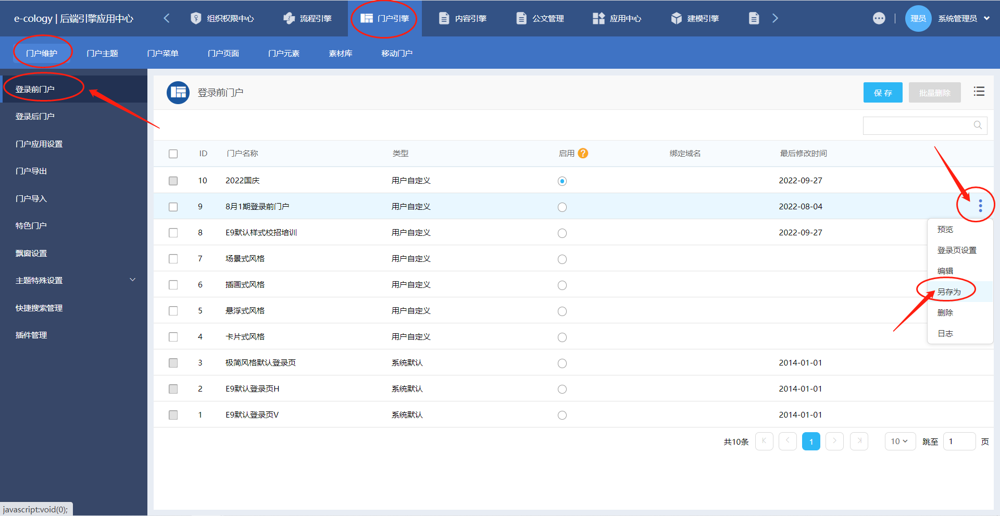 e-cology | 后端引擎应用中心 组织权限中心 流程引擎 门户引擎 内容引擎 公文管理 应用中心 建模引擎 理员 系统管理员
门户维护 门户主题 门户菜单 门户页面 门户元素 素材库 移动门户
登录前门户
登录后门户
门户应用设置
门户导出
门户导入
特色门户
飘窗设置
主题特殊设置
快捷搜索管理
插件管理
登录前门户 保存 批量删除
ID 门户名称 类型 启用 ? 绑定域名 最后修改时间
10 2022国庆 用户自定义 2022-09-27
9 8月1期登录前门户 用户自定义 2022-08-04
8 E9默认样式校招培训 用户自定义 2022-09-27
7 场景式风格 用户自定义
6 插画式风格 用户自定义
5 悬浮式风格 用户自定义
4 卡片式风格 用户自定义
3 极简风格默认登录页 系统默认 2014-01-01
2 E9默认登录页H 系统默认 2014-01-01
1 E9默认登录页V 系统默认 2014-01-01
预览
登录页设置
编辑
另存为
删除
日志
共10条 1 10 跳至 1 页
javascript:void(0);